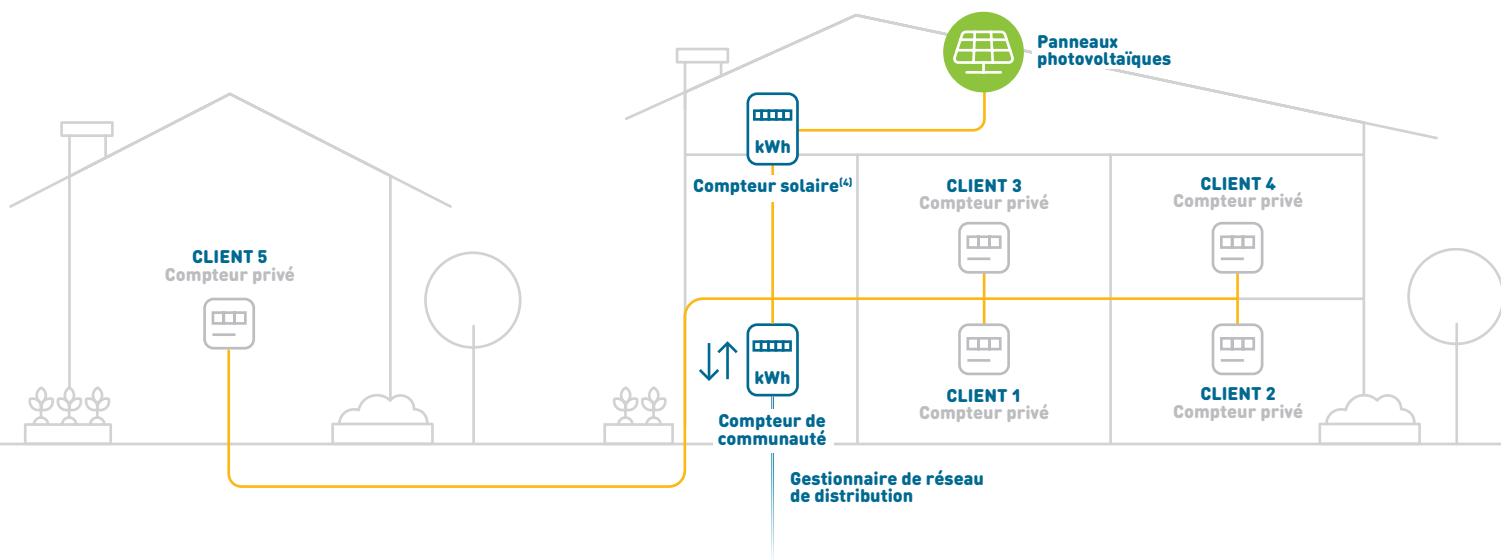 Panneaux
photovoltaïques
kWh
Compteur solaire(4)
CLIENT 3
Compteur privé
CLIENT 4
Compteur privé
CLIENT 5
Compteur privé
kWh
Compteur de
communauté
CLIENT 1
Compteur privé
CLIENT 2
Compteur privé
Gestionnaire de réseau
de distribution